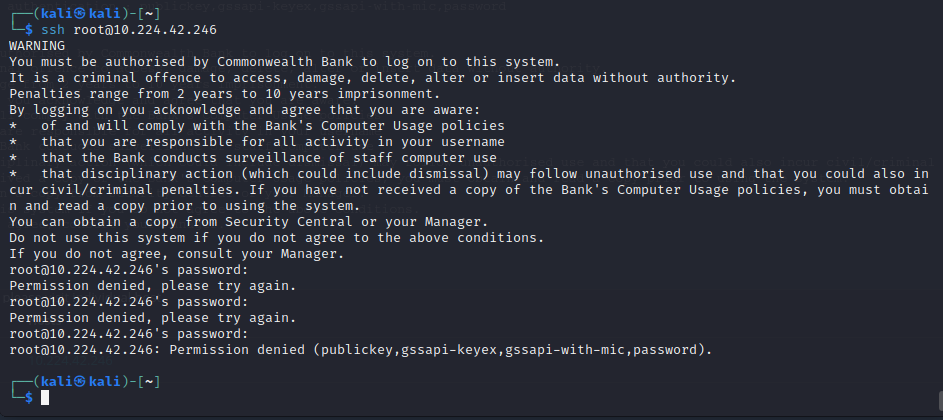 ┌──(kali㉿kali)-[~]
└─$ ssh root@10.224.42.246
WARNING
You must be authorised by Commonwealth Bank to log on to this system.
It is a criminal offence to access, damage, delete, alter or insert data without authority.
Penalties range from 2 years to 10 years imprisonment.
By logging on you acknowledge and agree that you are aware:
*   of and will comply with the Bank's Computer Usage policies
*   that you are responsible for all activity in your username
*   that the Bank conducts surveillance of staff computer use
*   that disciplinary action (which could include dismissal) may follow unauthorised use and that you could also in
cur civil/criminal penalties. If you have not received a copy of the Bank's Computer Usage policies, you must obtai
n and read a copy prior to using the system.
You can obtain a copy from Security Central or your Manager.
Do not use this system if you do not agree to the above conditions.
If you do not agree, consult your Manager.
root@10.224.42.246's password:
Permission denied, please try again.
root@10.224.42.246's password:
Permission denied, please try again.
root@10.224.42.246's password:
root@10.224.42.246: Permission denied (publickey,gssapi-keyex,gssapi-with-mic,password).
┌──(kali㉿kali)-[~]
└─$